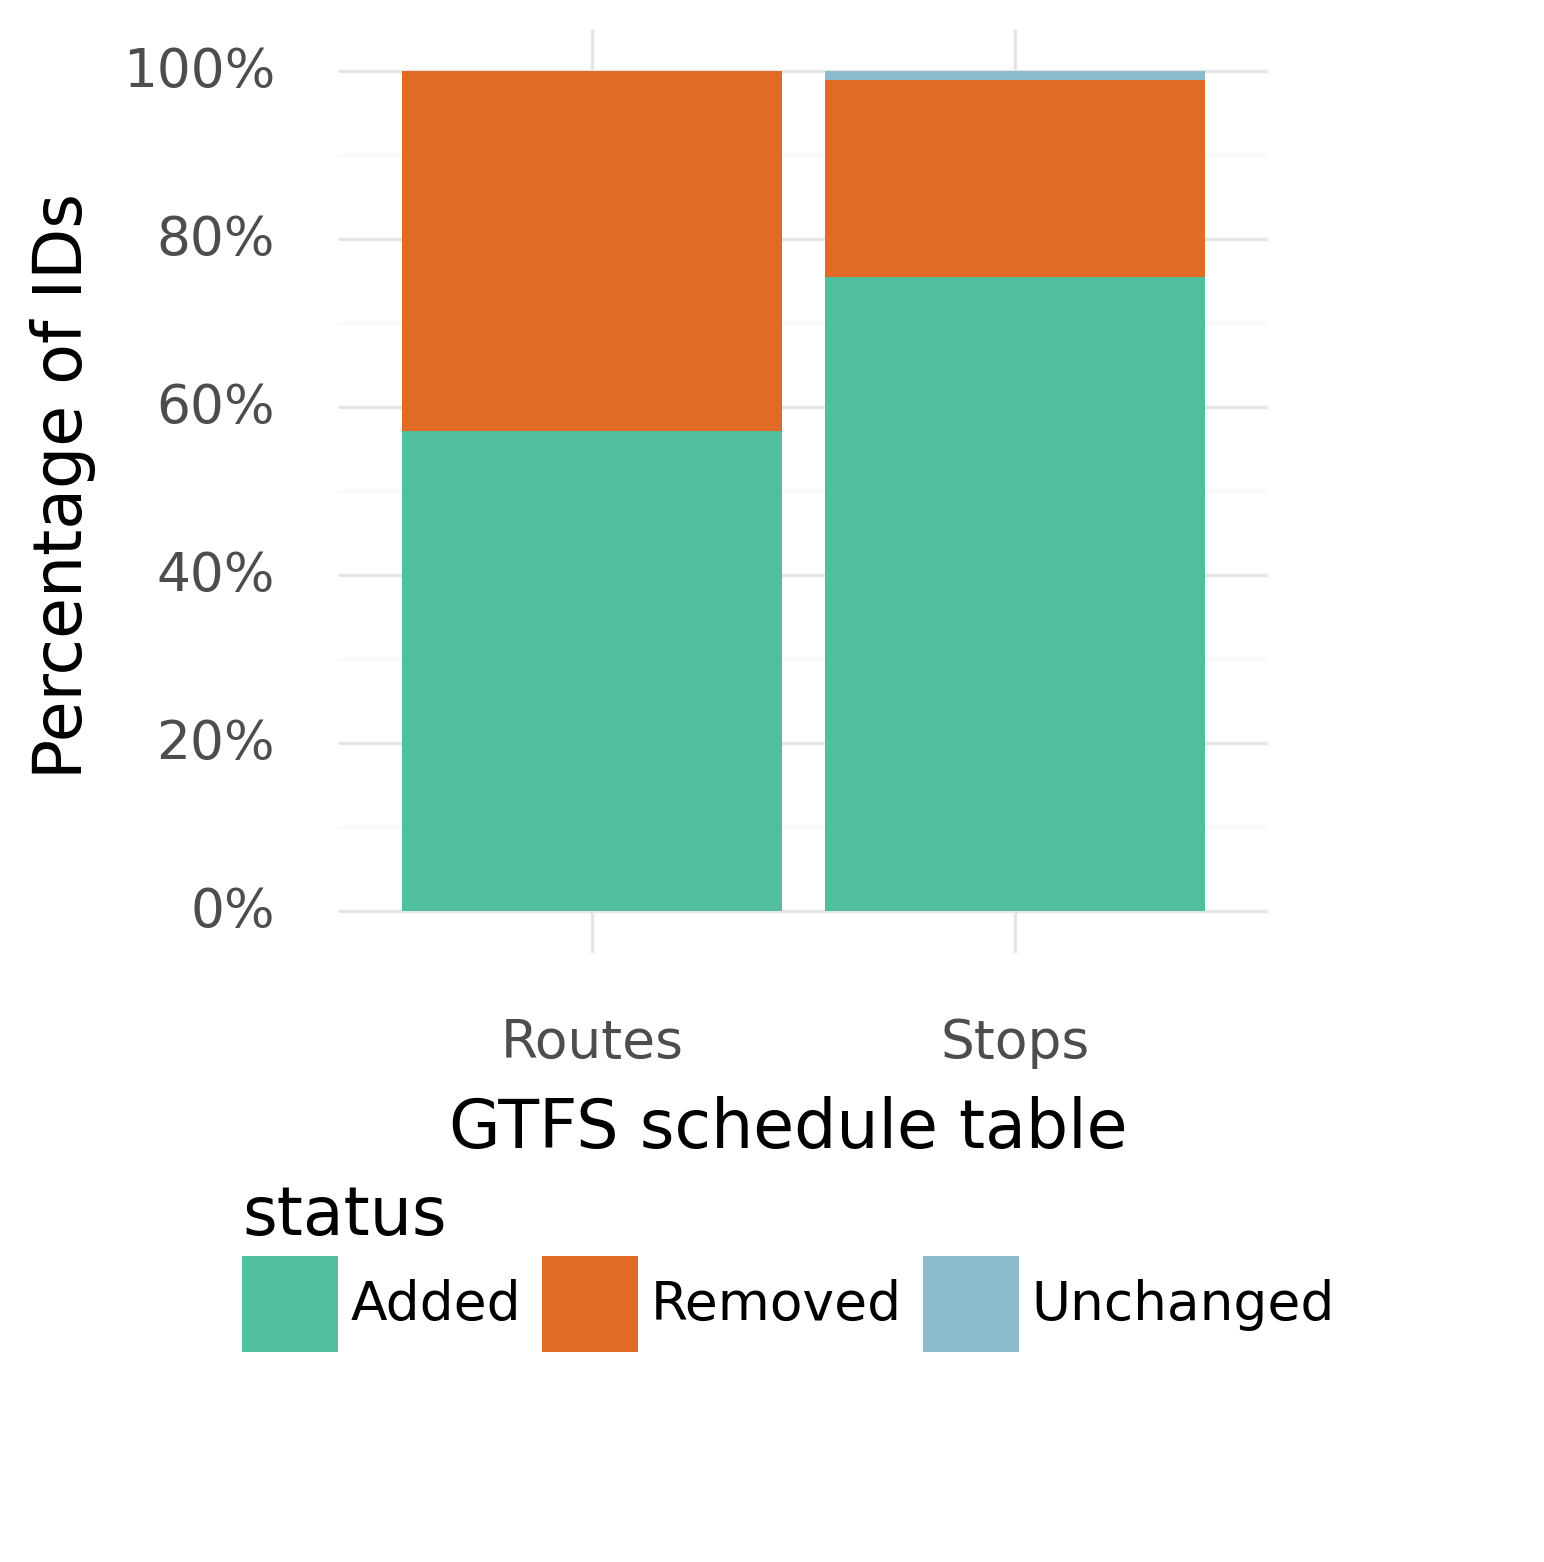 Percentage of IDs
100%
80%
60%
40%
20%
0%
Routes Stops
GTFS schedule table
status
Added Removed Unchanged